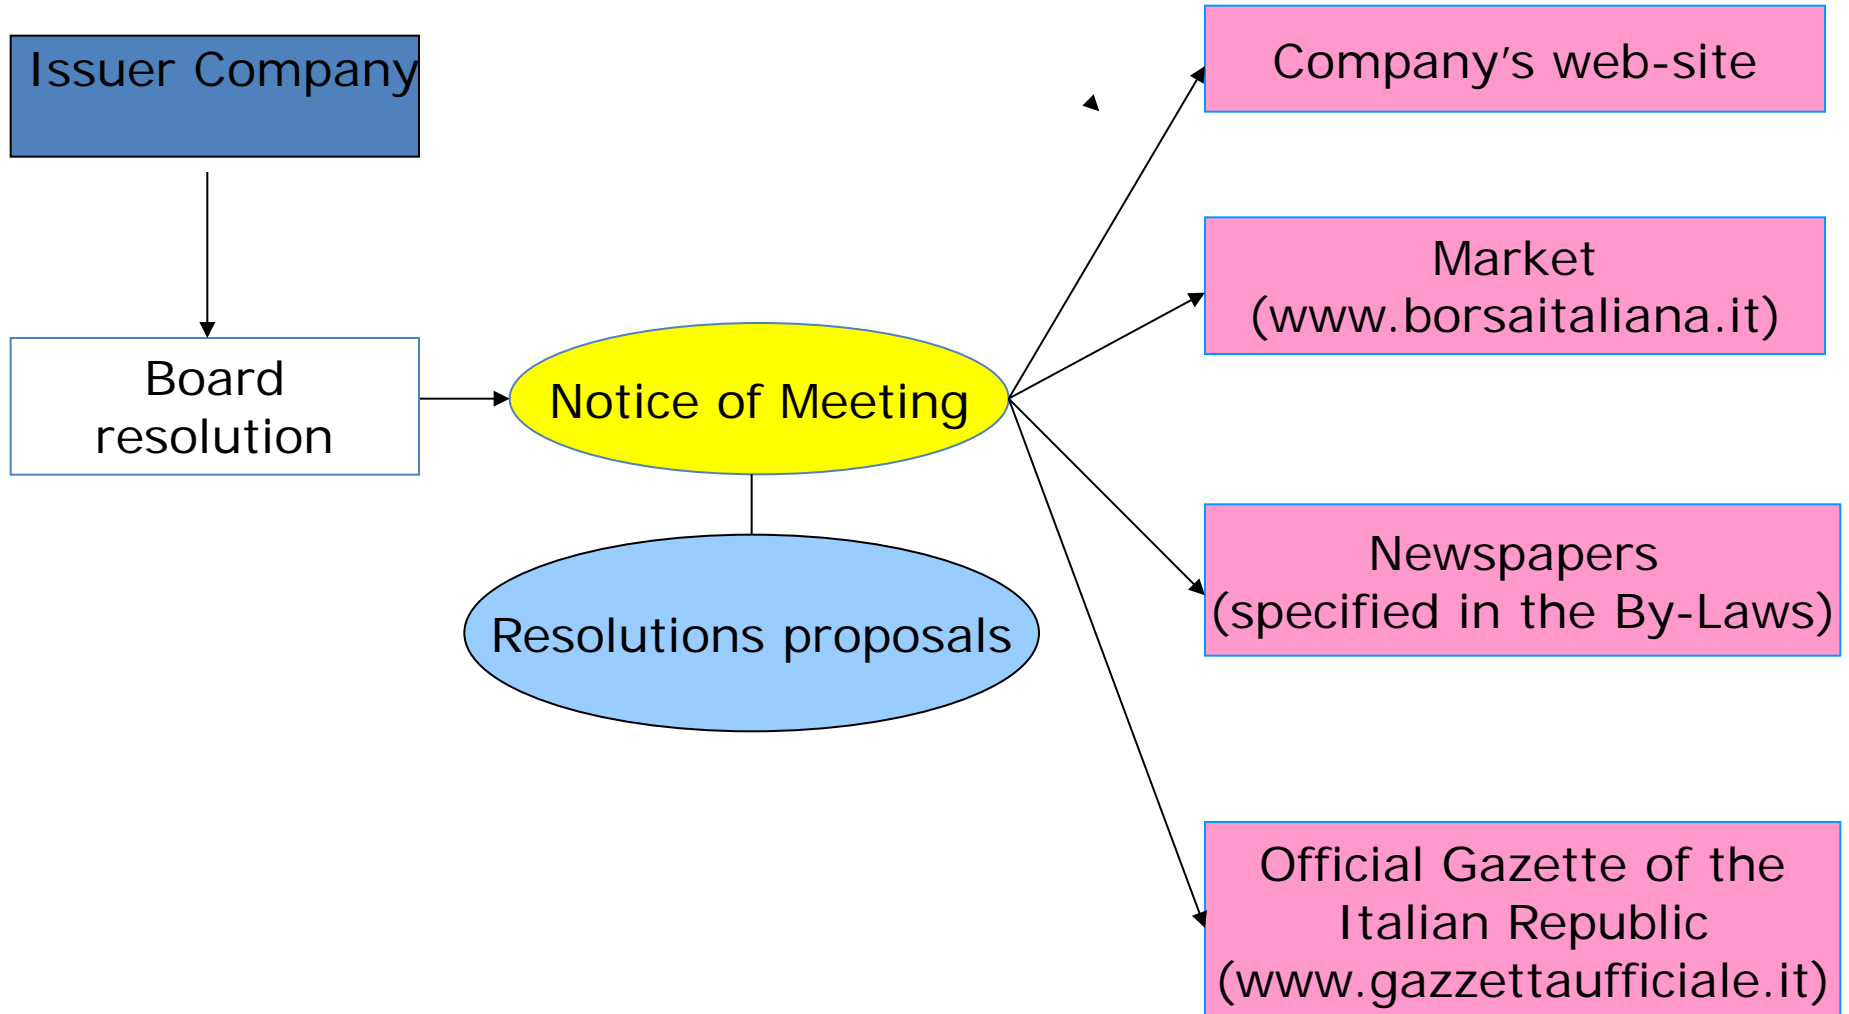 Issuer Company
Board
resolution
Notice of Meeting
Resolutions proposals
Company's web-site
Market
(www.borsaitaliana.it)
Newspapers
(specified in the By-Laws)
Official Gazette of the
Italian Republic
(www.gazzettaufficiale.it)